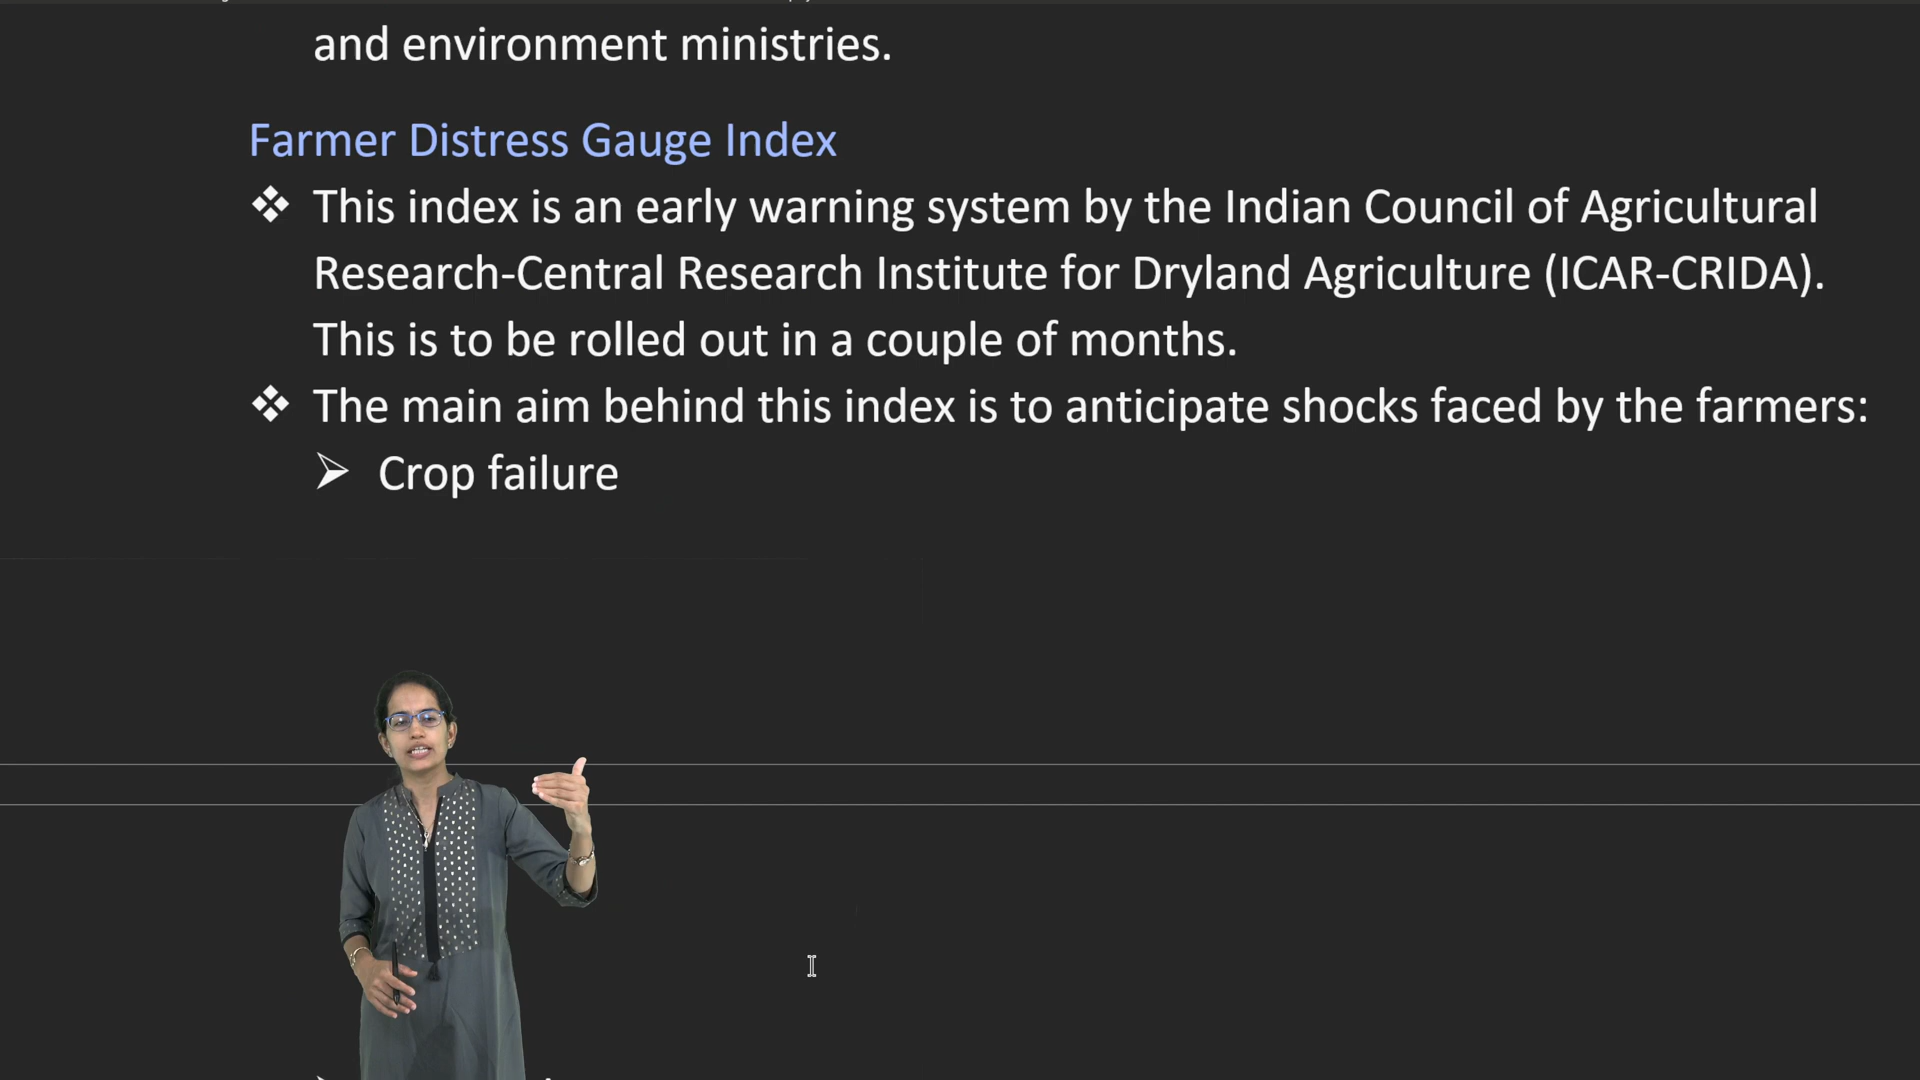 and environment ministries.
Farmer Distress Gauge Index
❖ This index is an early warning system by the Indian Council of Agricultural
Research-Central Research Institute for Dryland Agriculture (ICAR-CRIDA).
This is to be rolled out in a couple of months.
❖ The main aim behind this index is to anticipate shocks faced by the farmers:
➢ Crop failure